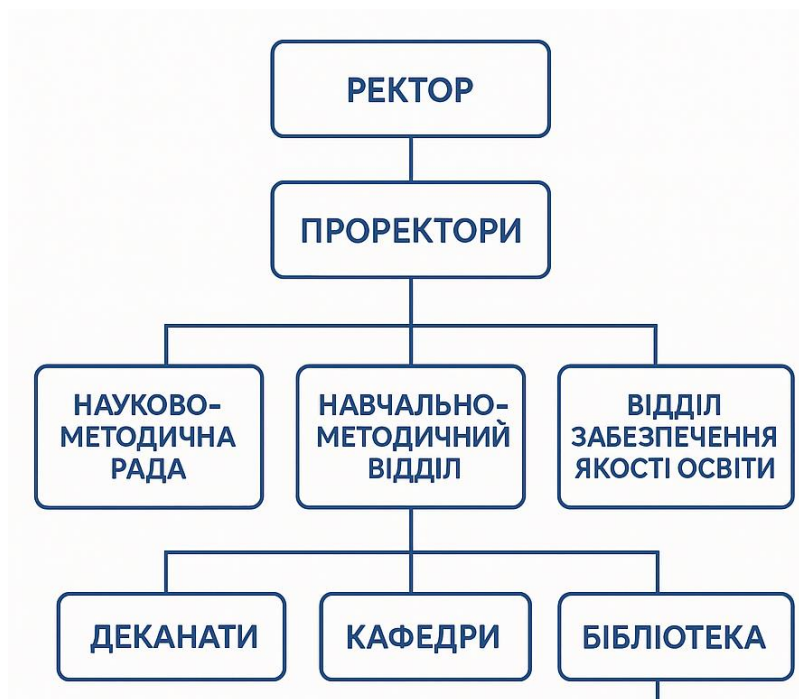 РЕКТОР
ПРОРЕКТОРИ
НАУКОВО-
МЕТОДИЧНА
РАДА
НАВЧАЛЬНО-
МЕТОДИЧНИЙ
ВІДДІЛ
ВІДДІЛ
ЗАБЕЗПЕЧЕННЯ
ЯКОСТІ ОСВІТИ
ДЕКАНАТИ
КАФЕДРИ
БІБЛІОТЕКА